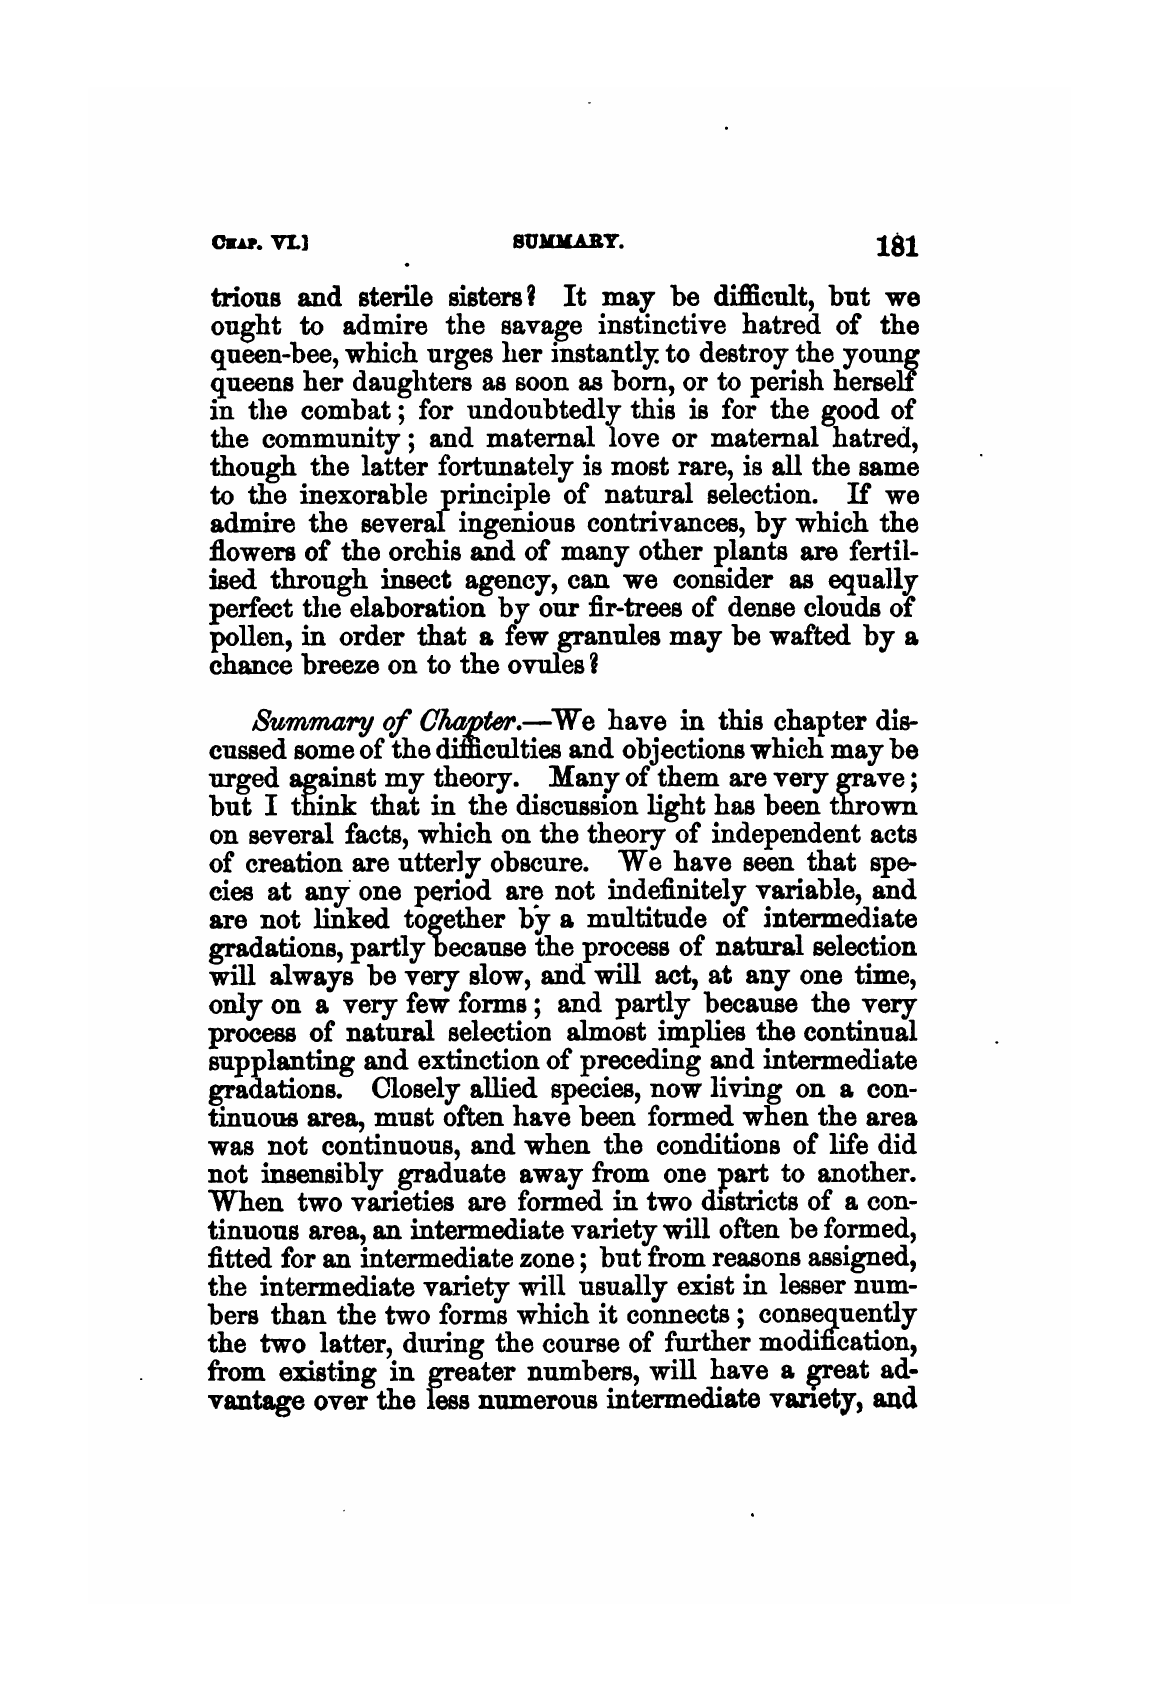 CHAP. VI.] SUMMARY. 181
trious and sterile sisters? It may be difficult, but we
ought to admire the savage instinctive hatred of the
queen-bee, which urges her instantly to destroy the young
queens her daughters as soon as born, or to perish herself
in the combat; for undoubtedly this is for the good of
the community; and maternal love or maternal hatred,
though the latter fortunately is most rare, is all the same
to the inexorable principle of natural selection. If we
admire the several ingenious contrivances, by which the
flowers of the orchis and of many other plants are fertil-
ised through insect agency, can we consider as equally
perfect the elaboration by our fir-trees of dense clouds of
pollen, in order that a few granules may be wafted by a
chance breeze on to the ovules?
Summary of Chapter.—We have in this chapter dis-
cussed some of the difficulties and objections which may be
urged against my theory. Many of them are very grave;
but I think that in the discussion light has been thrown
on several facts, which on the theory of independent acts
of creation are utterly obscure. We have seen that spe-
cies at any one period are not indefinitely variable, and
are not linked together by a multitude of intermediate
gradations, partly because the process of natural selection
will always be very slow, and will act, at any one time,
only on a very few forms; and partly because the very
process of natural selection almost implies the continual
supplanting and extinction of preceding and intermediate
gradations. Closely allied species, now living on a con-
tinuous area, must often have been formed when the area
was not continuous, and when the conditions of life did
not insensibly graduate away from one part to another.
When two varieties are formed in two districts of a con-
tinuous area, an intermediate variety will often be formed,
fitted for an intermediate zone; but from reasons assigned,
the intermediate variety will usually exist in lesser num-
bers than the two forms which it connects; consequently
the two latter, during the course of further modification,
from existing in greater numbers, will have a great ad-
vantage over the less numerous intermediate variety, and